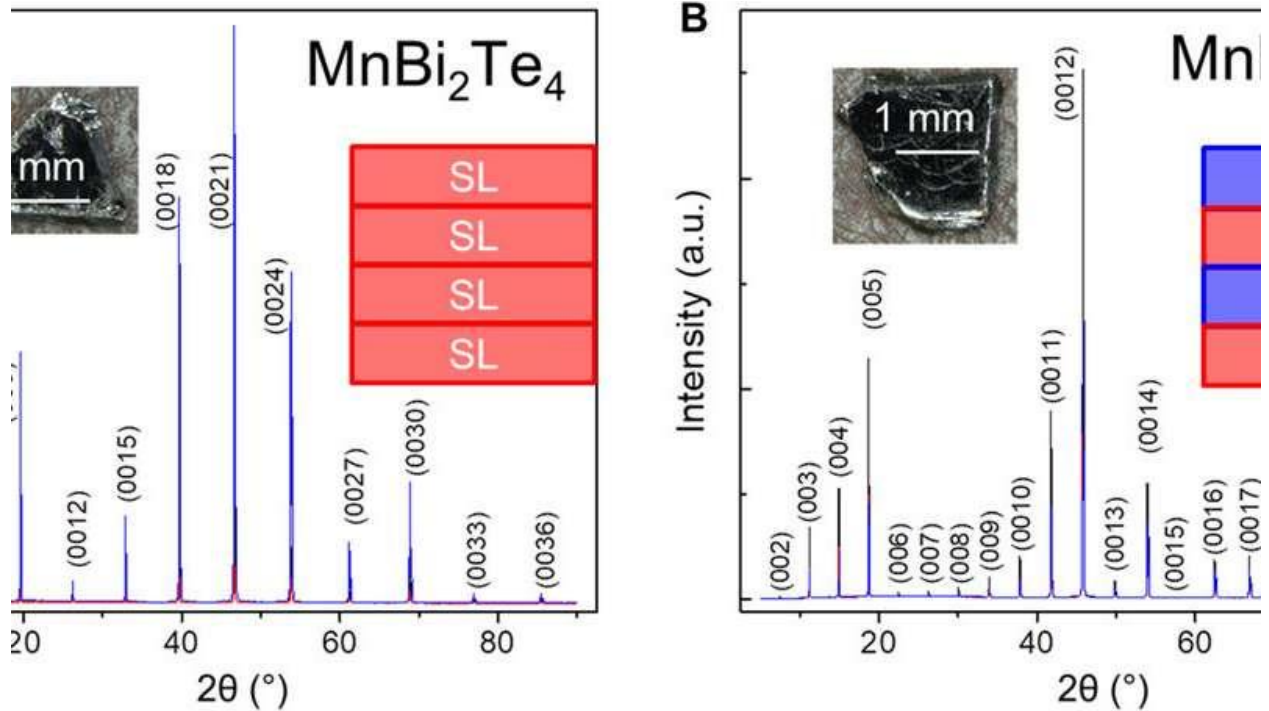 MnBi₂Te₄
mm
SL
SL
SL
SL
(0012)
(0015)
(0018)
(0021)
(0024)
(0027)
(0030)
(0033)
(0036)
20
40
60
80
2θ (°)
B
Intensity (a.u.)
1 mm
(002)
(003)
(004)
(005)
(006)
(007)
(008)
(009)
(0010)
(0011)
(0012)
(0013)
(0014)
(0015)
(0016)
(0017)
20
40
60
2θ (°)